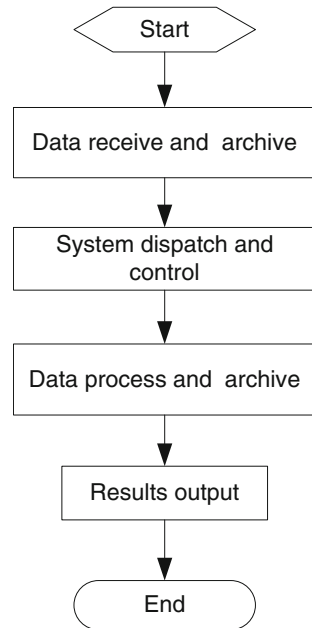 Start
Data receive and archive
System dispatch and
control
Data process and archive
Results output
End